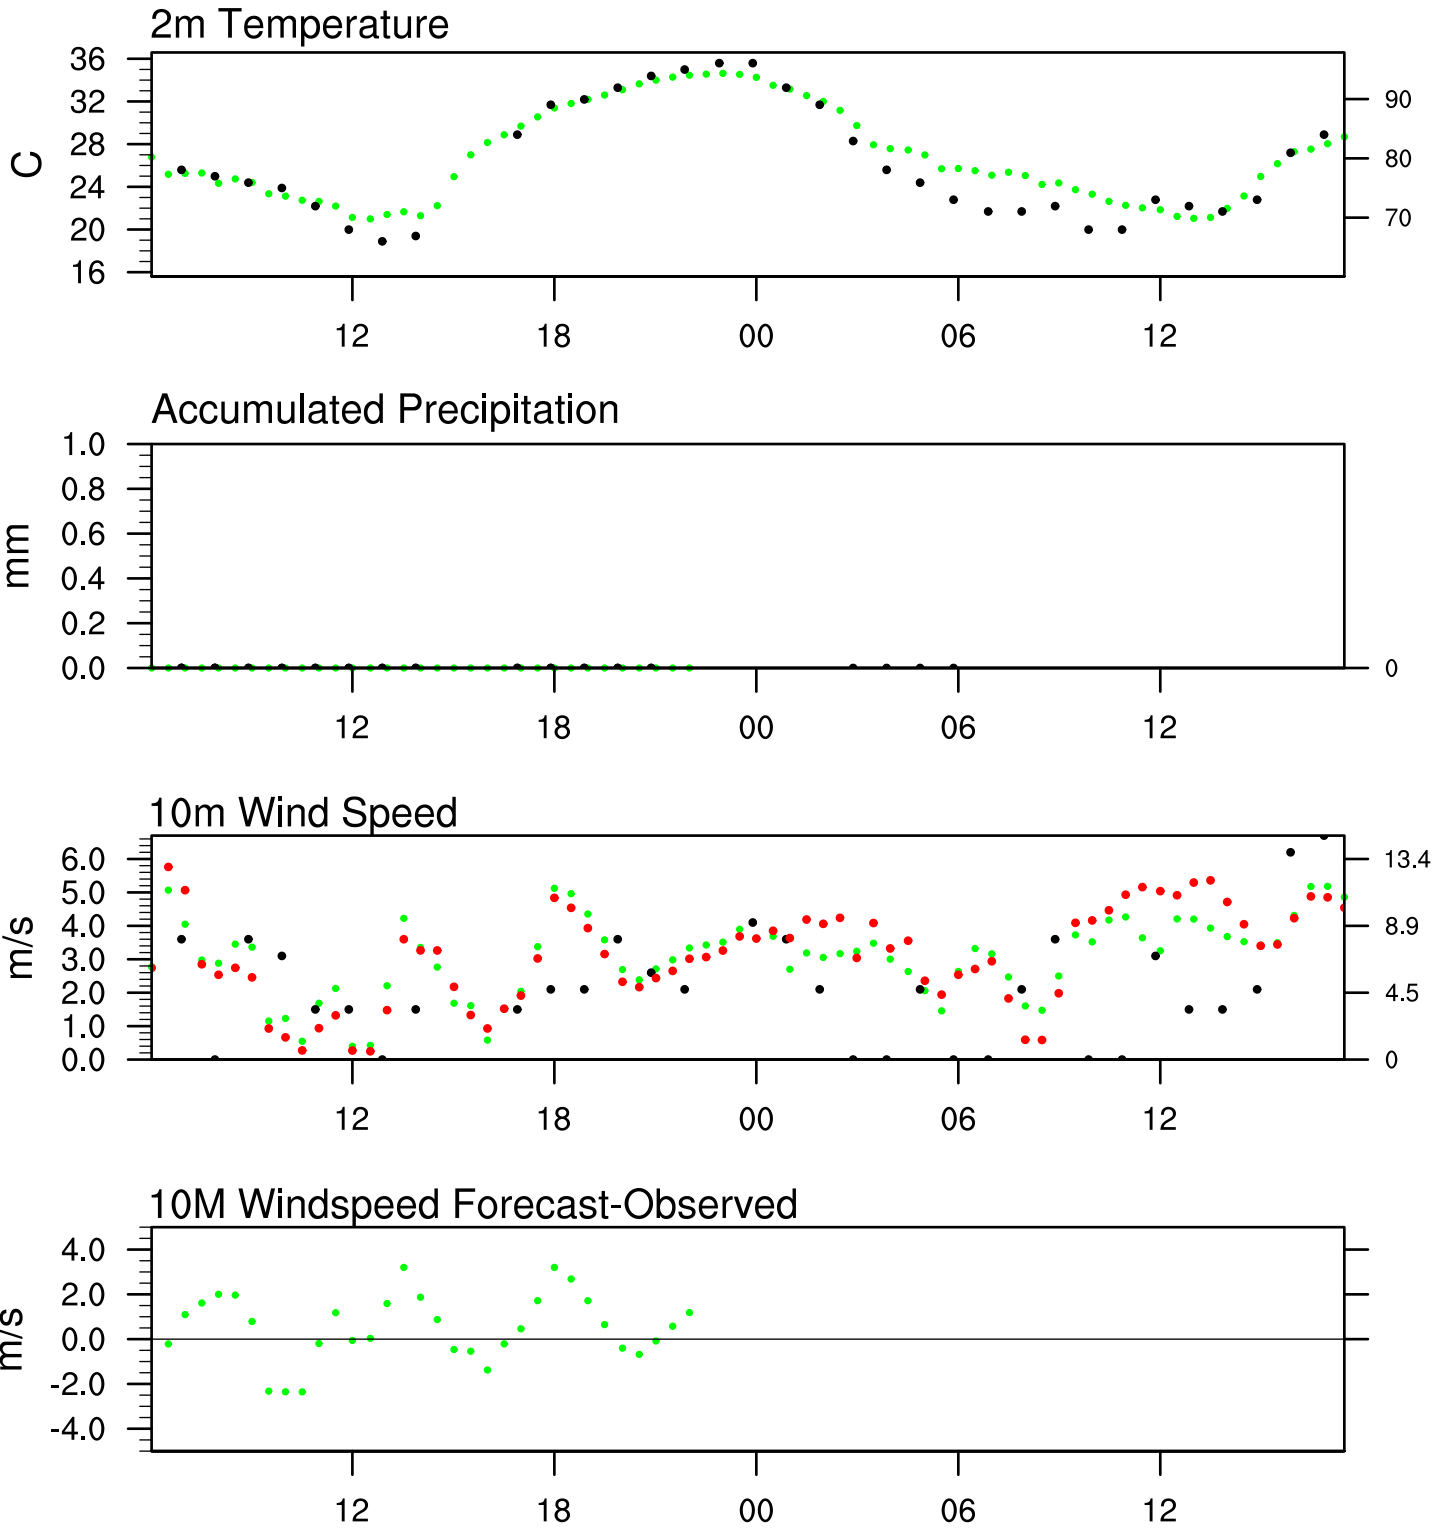 2m Temperature
36
32
28
24
20
16
C
90
80
70
12 18 00 06 12
Accumulated Precipitation
1.0
0.8
0.6
0.4
0.2
0.0
mm
0
12 18 00 06 12
10m Wind Speed
6.0
5.0
4.0
3.0
2.0
1.0
0.0
m/s
13.4
8.9
4.5
0
12 18 00 06 12
10M Windspeed Forecast-Observed
4.0
2.0
0.0
-2.0
-4.0
m/s
12 18 00 06 12